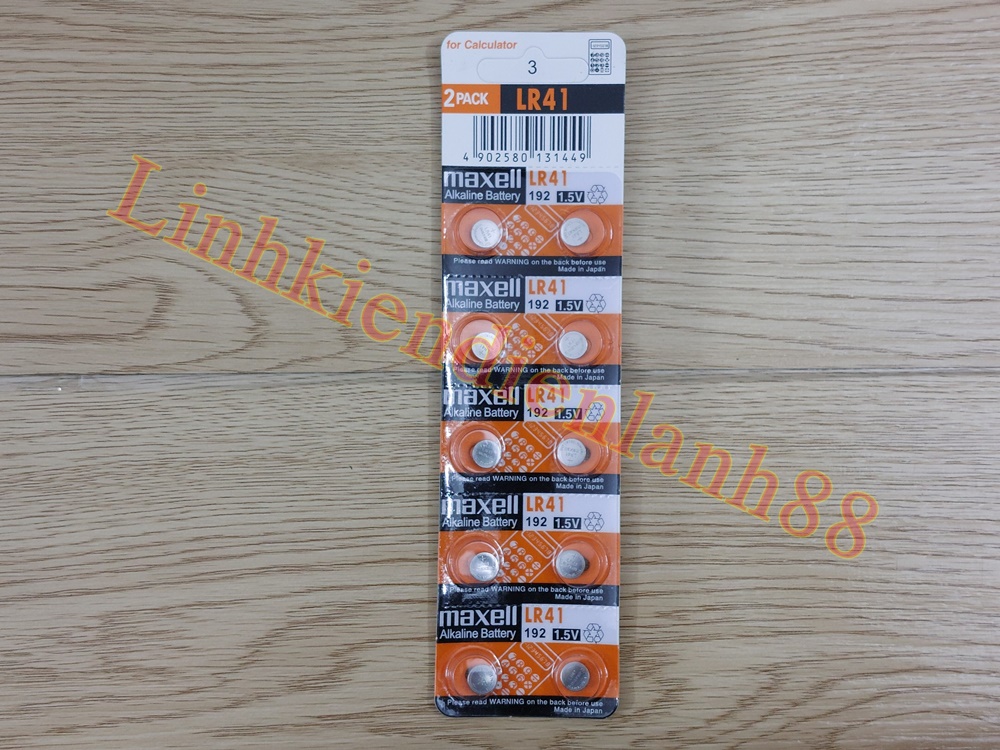 for Calculator
3
2 PACK LR41
4 902580 131449
maxell LR41
Alkaline Battery 192 1.5V
Please read WARNING on the back before use
Made in Japan
maxell LR41
Alkaline Battery 192 1.5V
Please read WARNING on the back before use
Made in Japan
maxell LR41
Alkaline Battery 192 1.5V
Please read WARNING on the back before use
Made in Japan
maxell LR41
Alkaline Battery 192 1.5V
Please read WARNING on the back before use
Made in Japan
maxell LR41
Alkaline Battery 192 1.5V
Please read WARNING on the back before use
Made in Japan
Linhkiendienlanh88